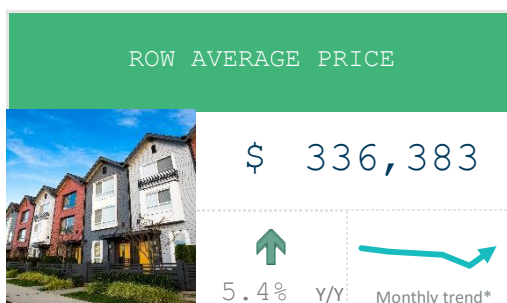 ROW AVERAGE PRICE
$ 336,383
5.4% Y/Y
Monthly trend*